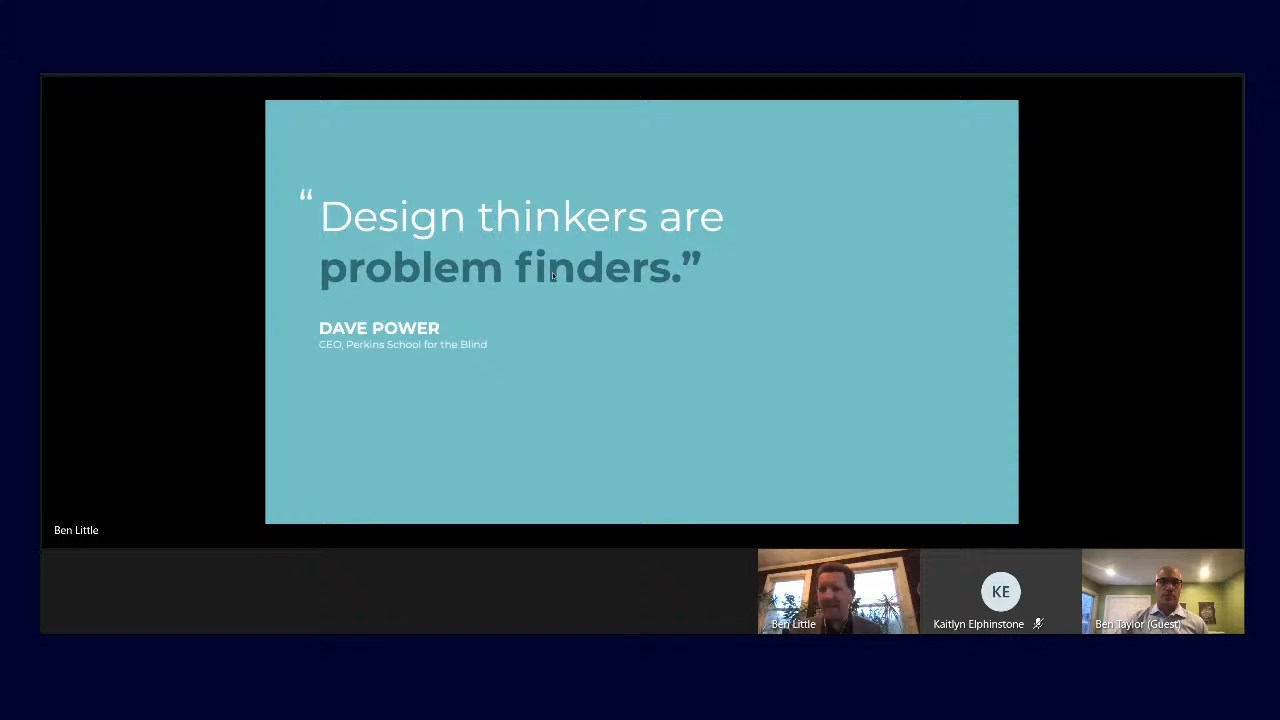 “Design thinkers are
problem finders.”
DAVE POWER
CEO, Perkins School for the Blind
Ben Little
KE
Ben Little
Kaitlyn Elphinstone
Ben Taylor (Guest)